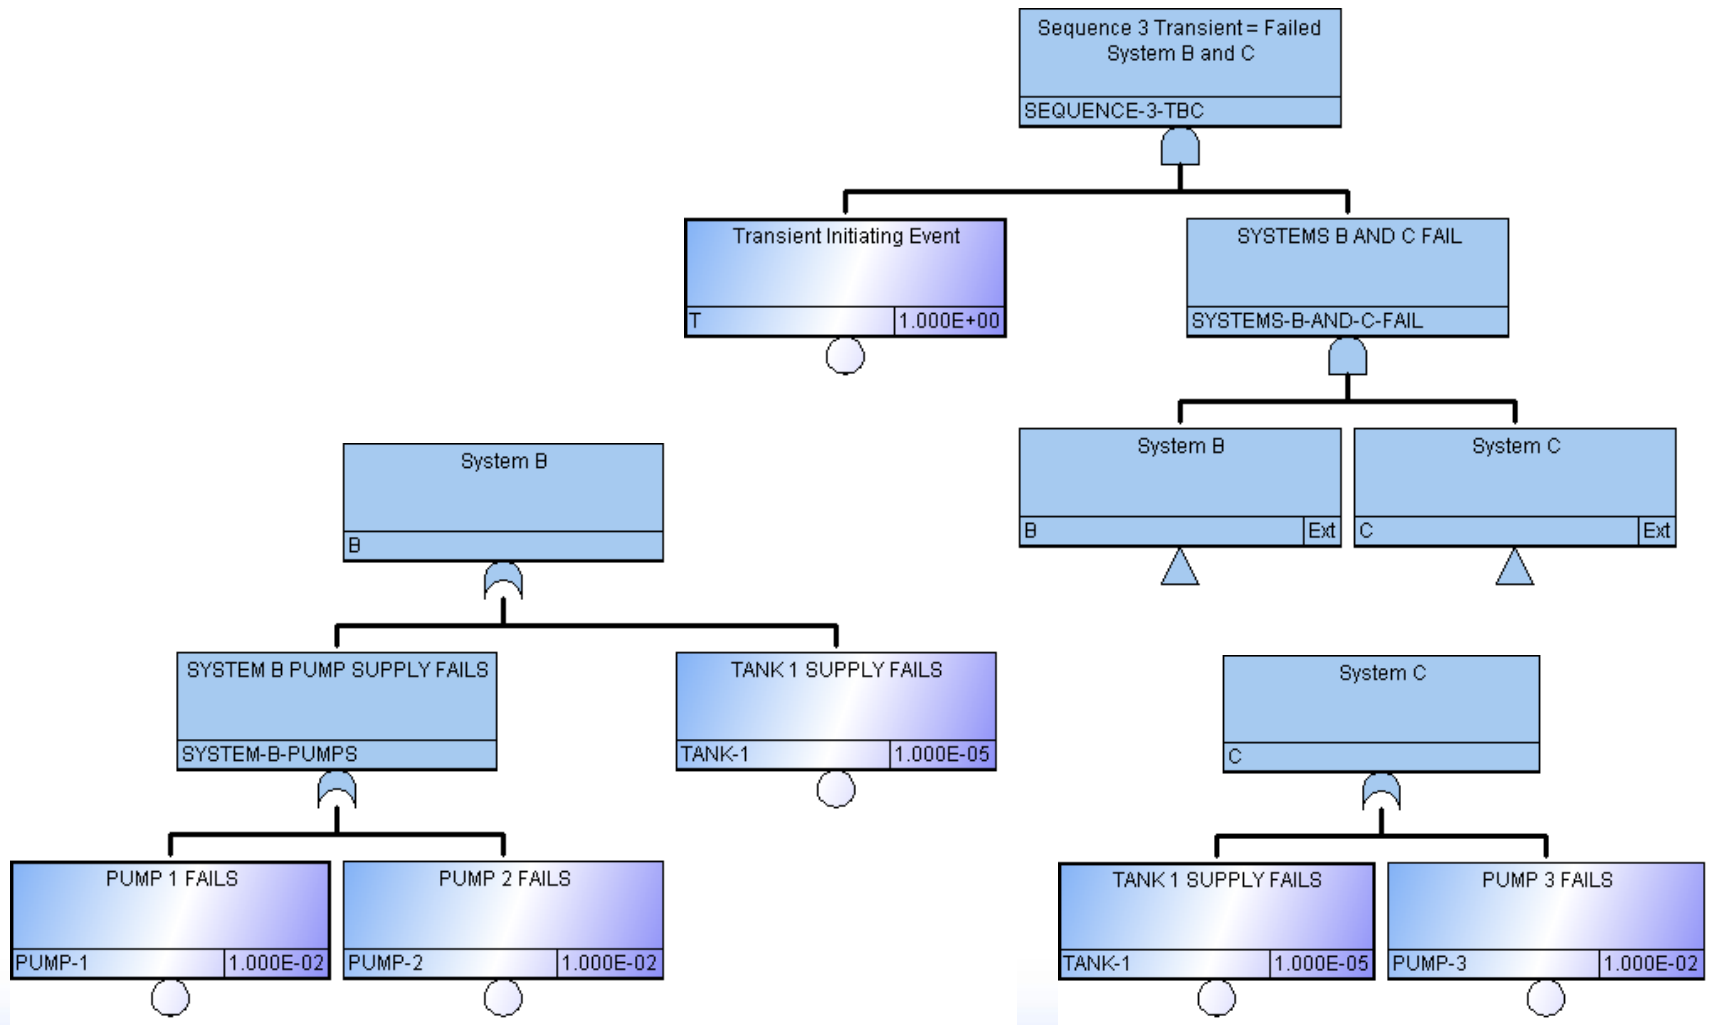 Sequence 3 Transient = Failed
System B and C
SEQUENCE-3-TBC
Transient Initiating Event
T
1.000E+00
SYSTEMS B AND C FAIL
SYSTEMS-B-AND-C-FAIL
System B
B
Ext
System C
C
Ext
System B
B
SYSTEM B PUMP SUPPLY FAILS
SYSTEM-B-PUMPS
TANK 1 SUPPLY FAILS
TANK-1
1.000E-05
PUMP 1 FAILS
PUMP-1
1.000E-02
PUMP 2 FAILS
PUMP-2
1.000E-02
System C
C
TANK 1 SUPPLY FAILS
TANK-1
1.000E-05
PUMP 3 FAILS
PUMP-3
1.000E-02